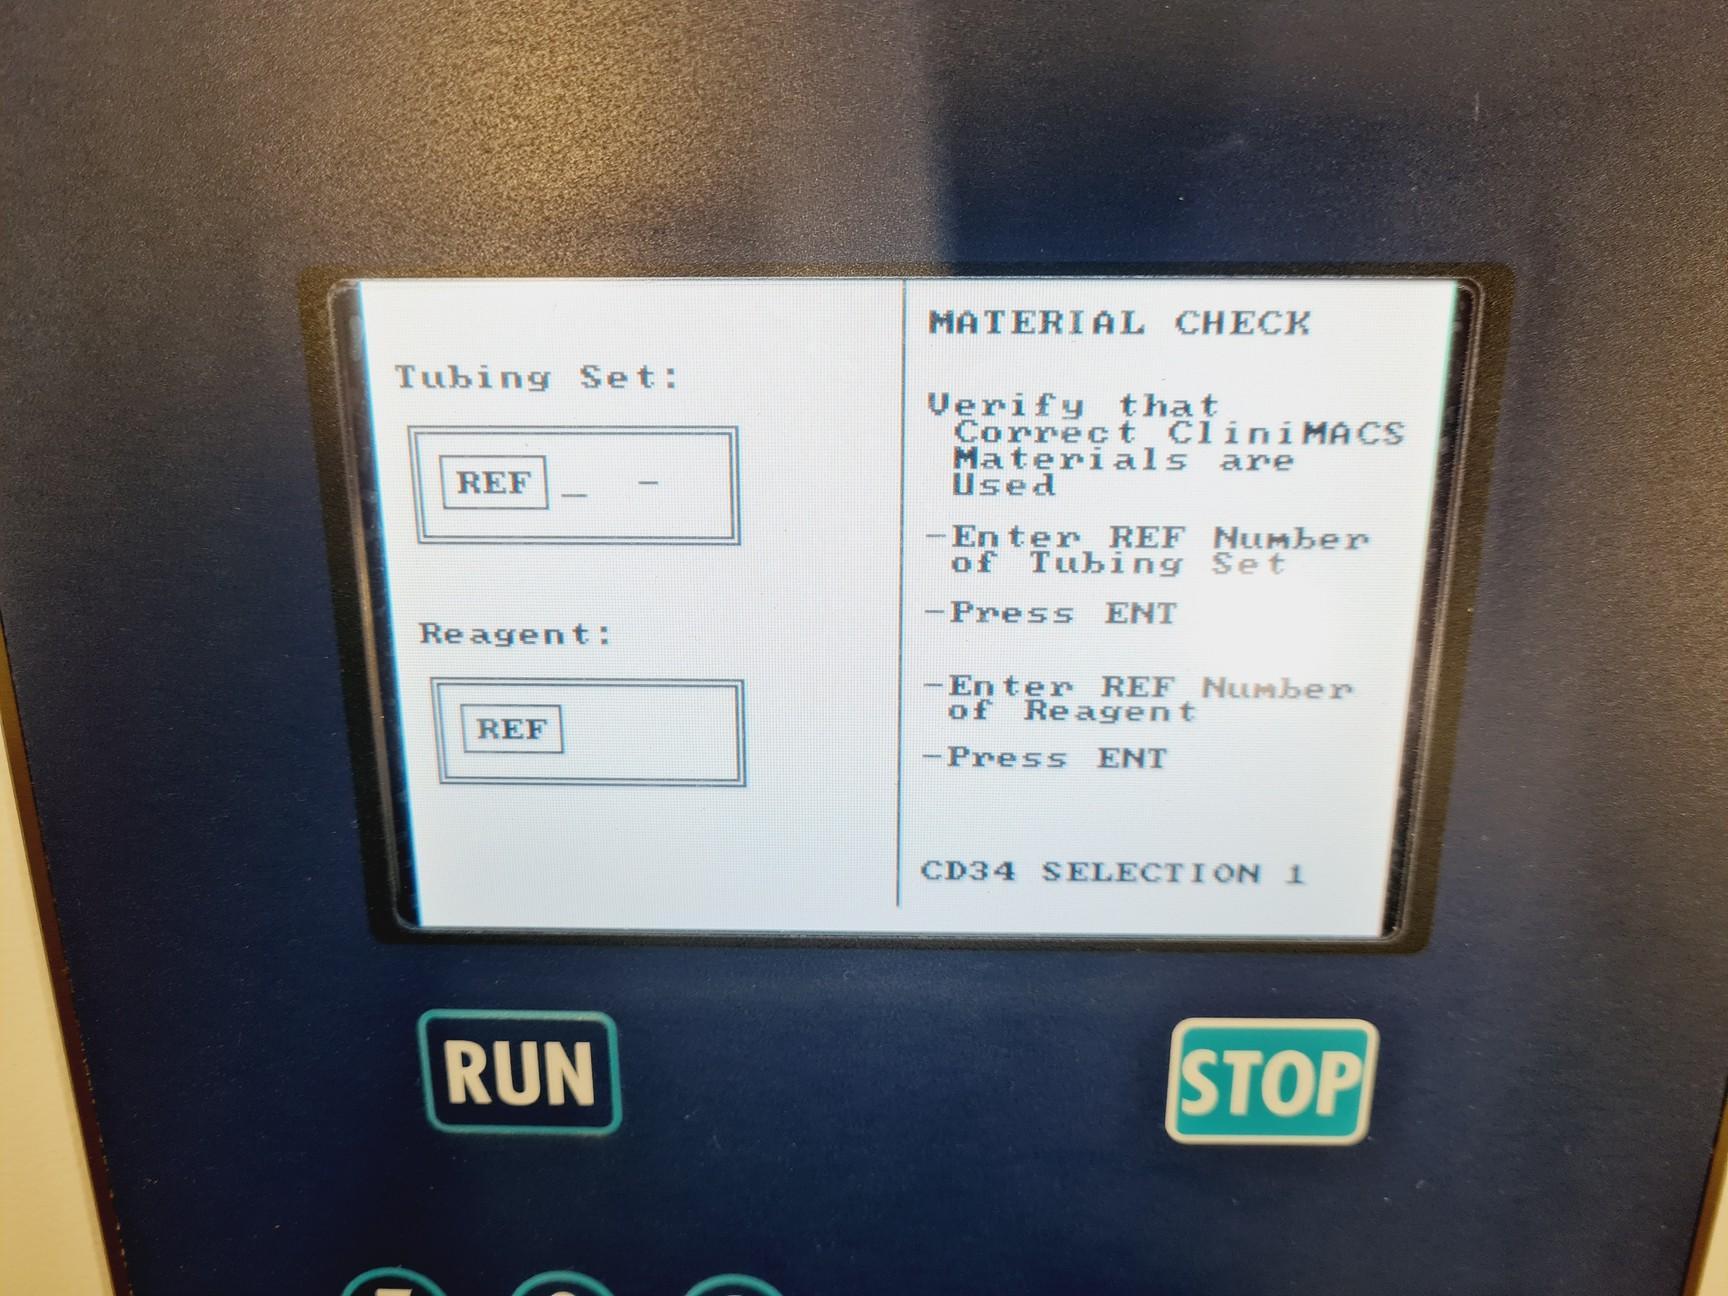 Tubing Set:
REF _ -
Reagent:
REF
MATERIAL CHECK
Verify that
Correct CliniMACS
Materials are
Used
-Enter REF Number
of Tubing Set
-Press ENT
-Enter REF Number
of Reagent
-Press ENT
CD34 SELECTION 1
RUN
STOP